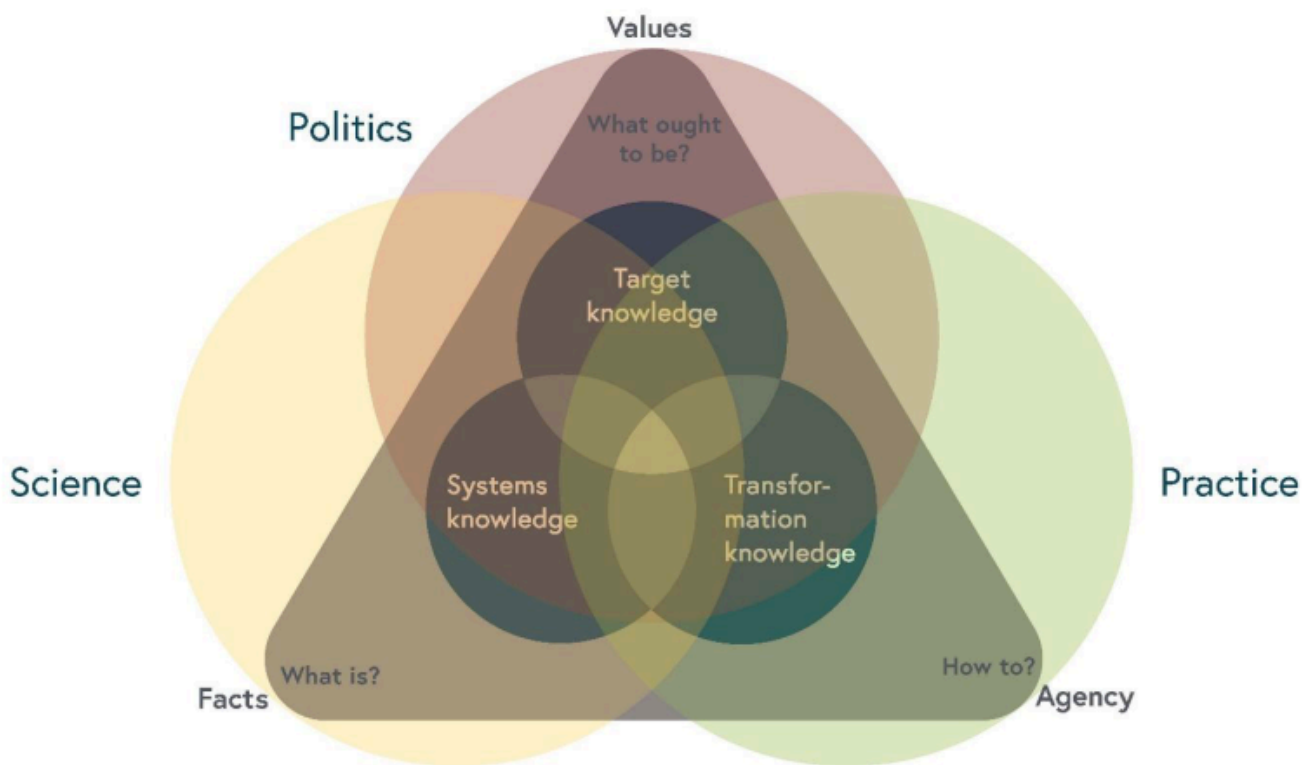 Values
Politics
What ought
to be?
Target
knowledge
Science
Systems
knowledge
Transfor-
mation
knowledge
Practice
What is?
How to?
Facts
Agency